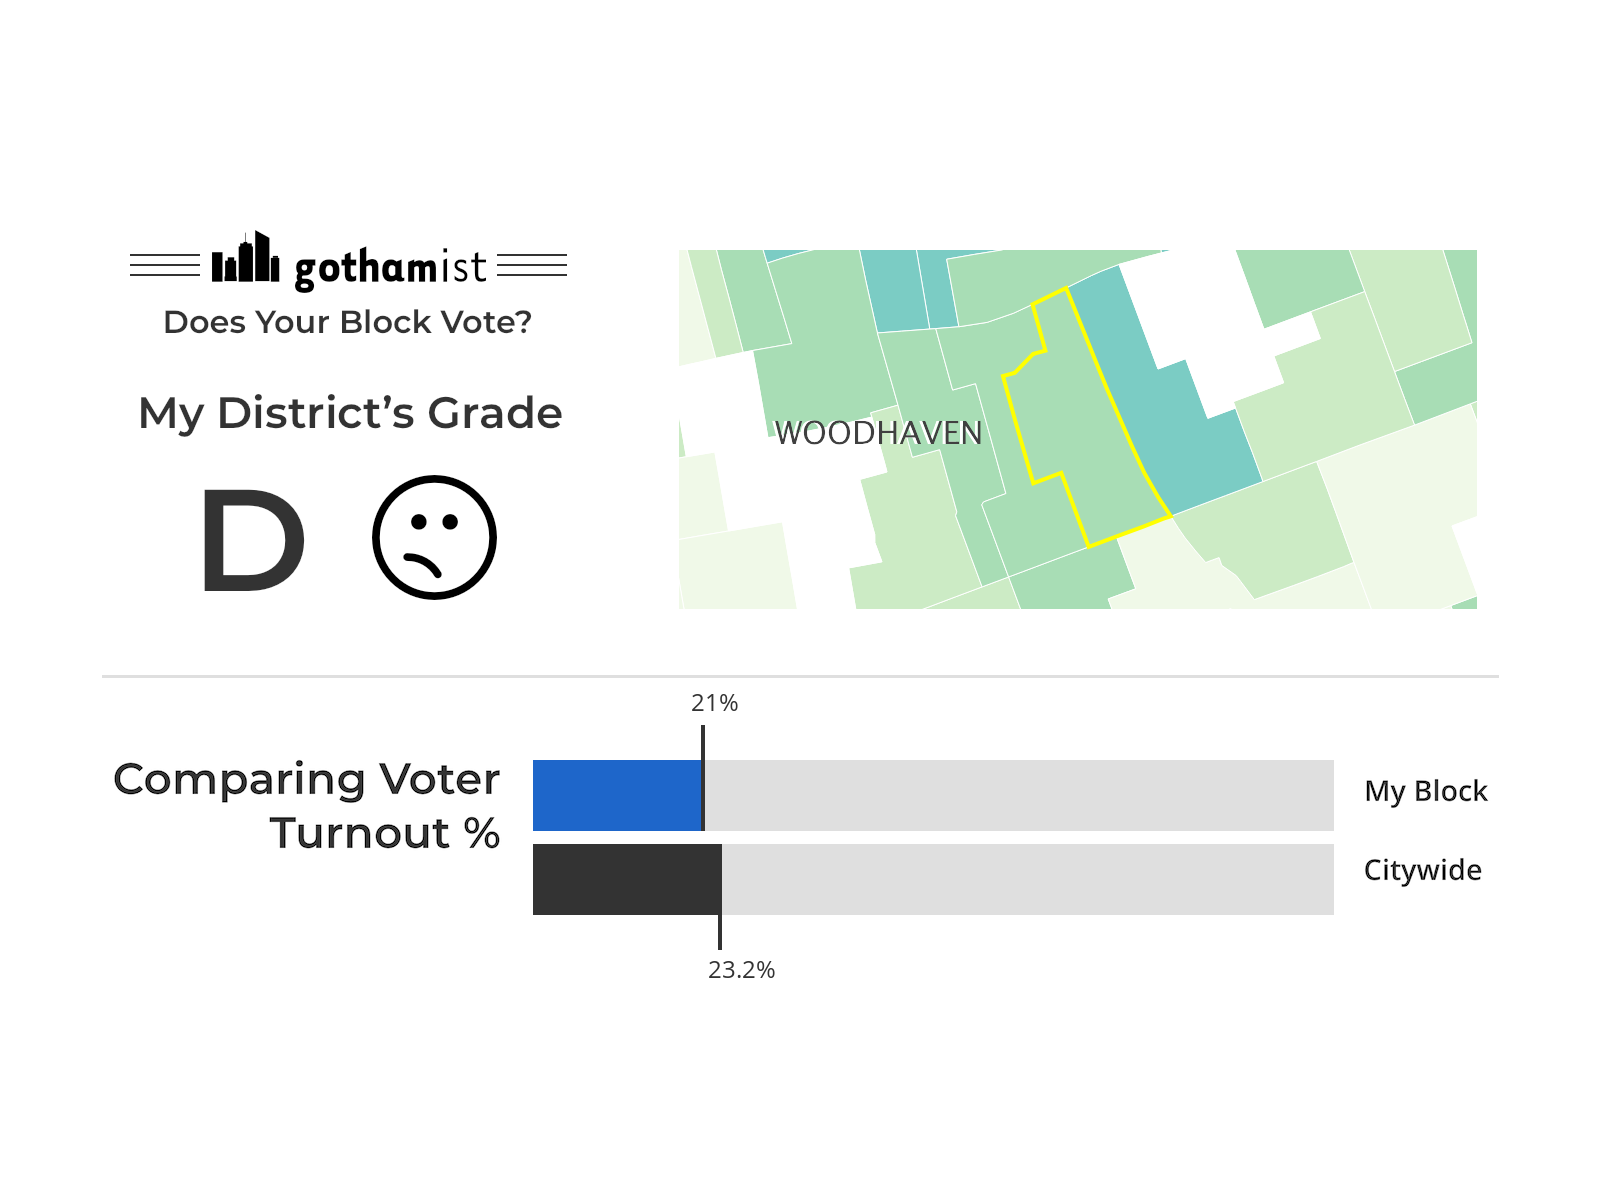 gothamist
Does Your Block Vote?
My District's Grade
D
WOODHAVEN
21%
Comparing Voter
Turnout %
My Block
Citywide
23.2%